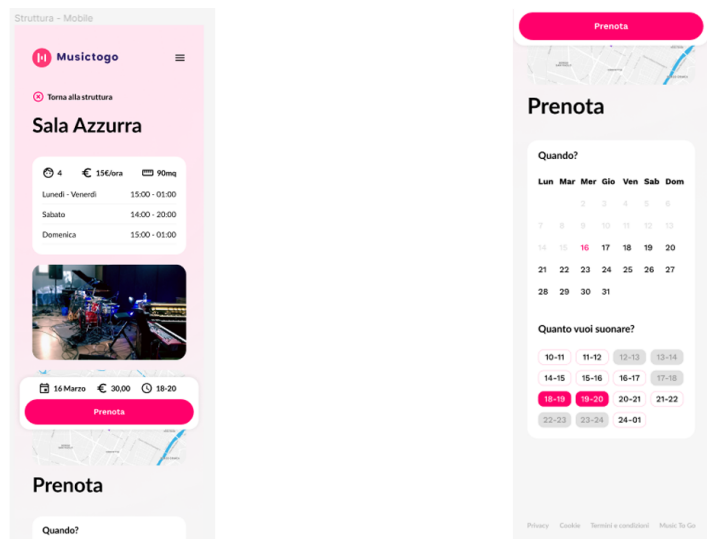 Struttura - Mobile
Musictogo
Torna alla struttura
Sala Azzurra
4 15€/ora 90mq
Lunedì - Venerdì 15:00 - 01:00
Sabato 14:00 - 20:00
Domenica 15:00 - 01:00
16 Marzo 30,00 18-20
Prenota
Prenota
Quando?
Prenota
Prenota
Quando?
Lun Mar Mer Gio Ven Sab Dom
2 3 4 5 6
7 8 9 10 11 12 13
14 15 16 17 18 19 20
21 22 23 24 25 26 27
28 29 30 31
Quanto vuoi suonare?
10-11 11-12 12-13 13-14
14-15 15-16 16-17 17-18
18-19 19-20 20-21 21-22
22-23 23-24 24-01
Privacy Cookie Termini e condizioni Music To Go